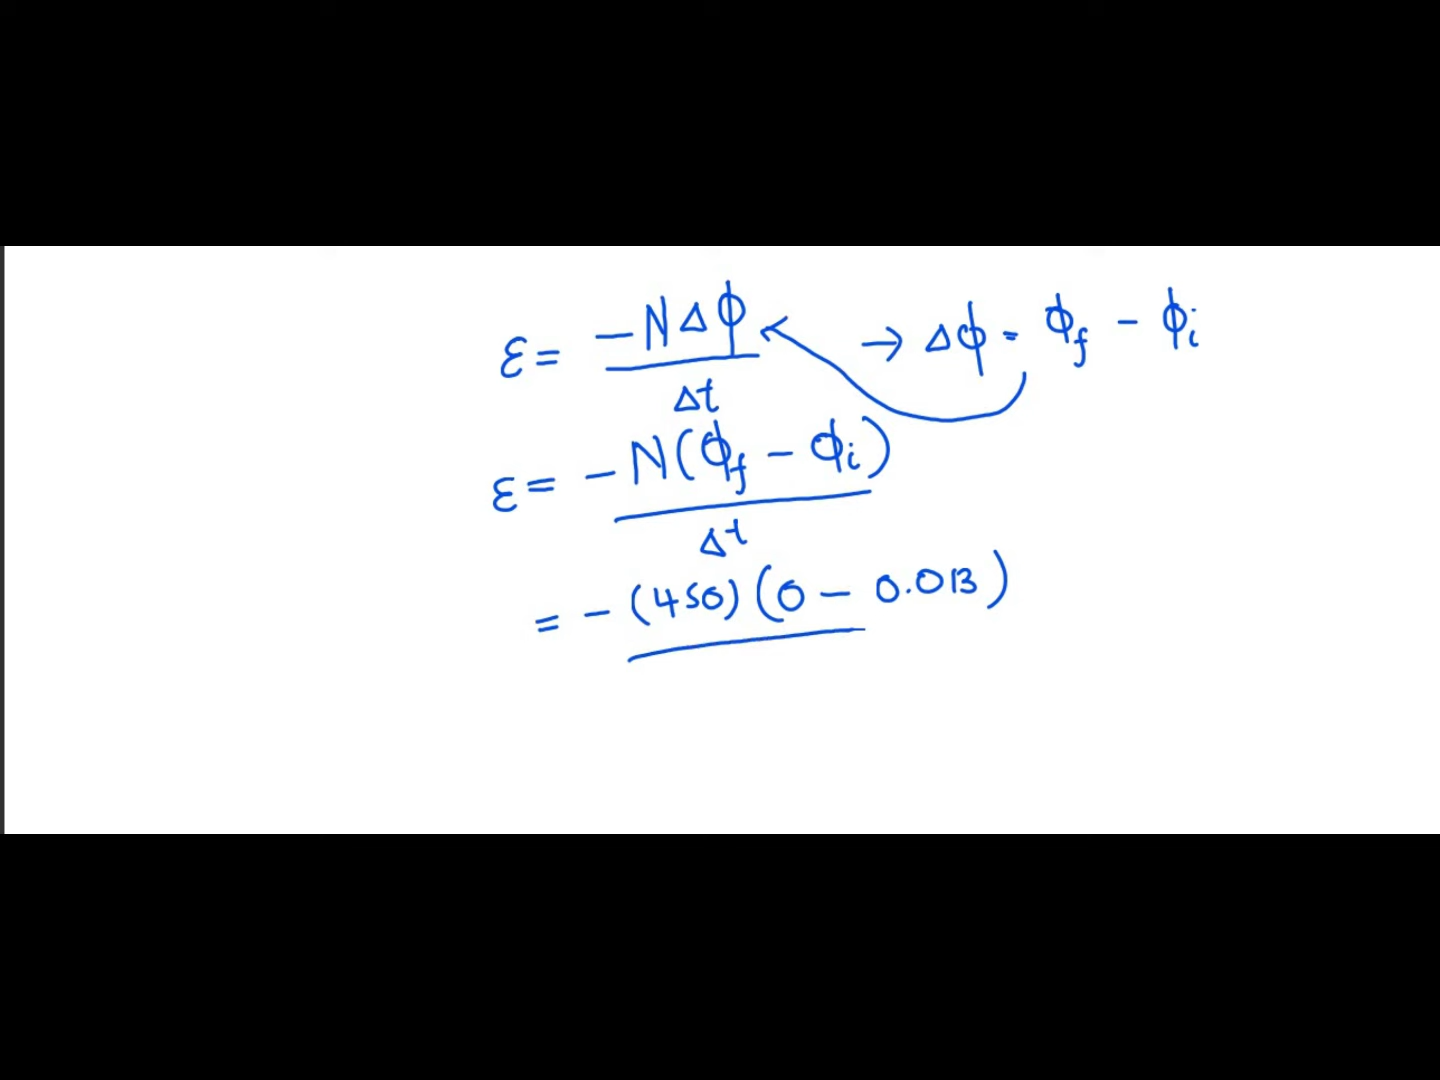 ε = -NΔϕ / Δt → Δϕ = ϕf - ϕi
ε = -N(ϕf - ϕi) / Δt
= -(450)(0 - 0.013)